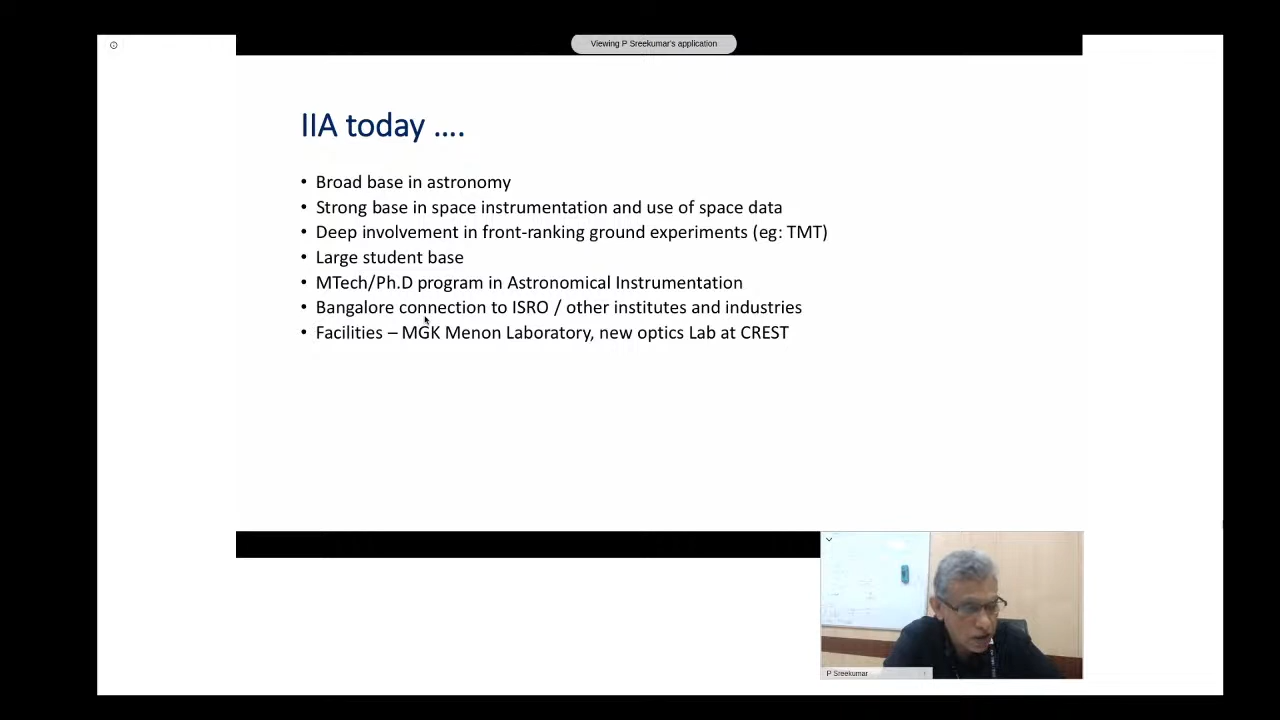 Viewing P Sreekumar's application
IIA today ....
• Broad base in astronomy
• Strong base in space instrumentation and use of space data
• Deep involvement in front-ranking ground experiments (eg: TMT)
• Large student base
• MTech/Ph.D program in Astronomical Instrumentation
• Bangalore connection to ISRO / other institutes and industries
• Facilities – MGK Menon Laboratory, new optics Lab at CREST
P Sreekumar